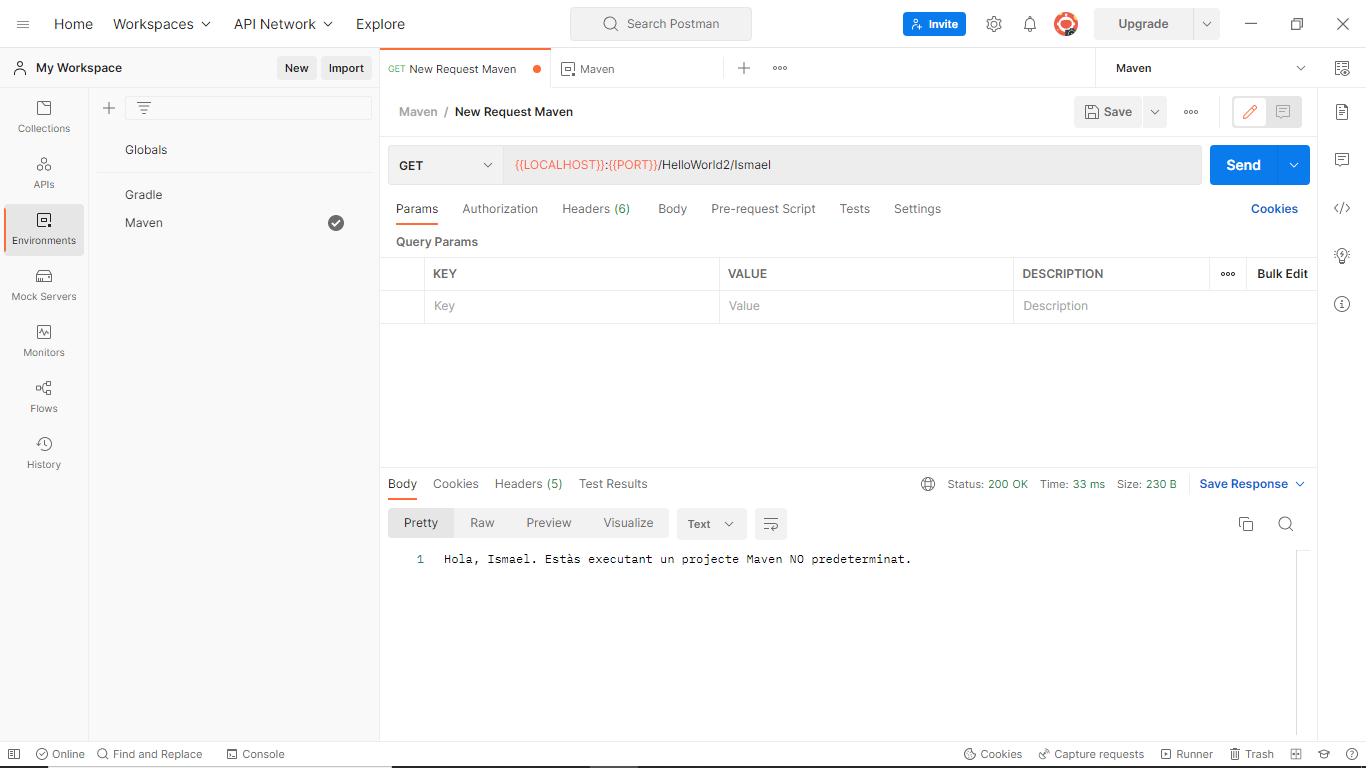 Home Workspaces API Network Explore Search Postman Invite Upgrade
My Workspace New Import GET New Request Maven Maven Maven
Collections
APIs
Environments
Mock Servers
Monitors
Flows
History
Globals
Gradle
Maven
Maven / New Request Maven Save
GET {{LOCALHOST}}:{{PORT}}/HelloWorld2/Ismael Send
Params Authorization Headers (6) Body Pre-request Script Tests Settings Cookies
Query Params
KEY VALUE DESCRIPTION Bulk Edit
Key Value Description
Body Cookies Headers (5) Test Results Status: 200 OK Time: 33 ms Size: 230 B Save Response
Pretty Raw Preview Visualize Text
1 Hola, Ismael. Estàs executant un projecte Maven NO predeterminat.
Online Find and Replace Console Cookies Capture requests Runner Trash